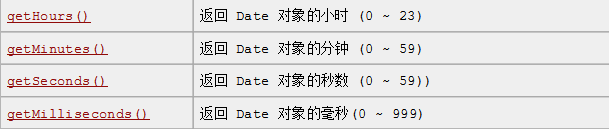 getHours() 返回 Date 对象的小时 (0 ~ 23)
getMinutes() 返回 Date 对象的分钟 (0 ~ 59)
getSeconds() 返回 Date 对象的秒数 (0 ~ 59))
getMilliseconds() 返回 Date 对象的毫秒(0 ~ 999)